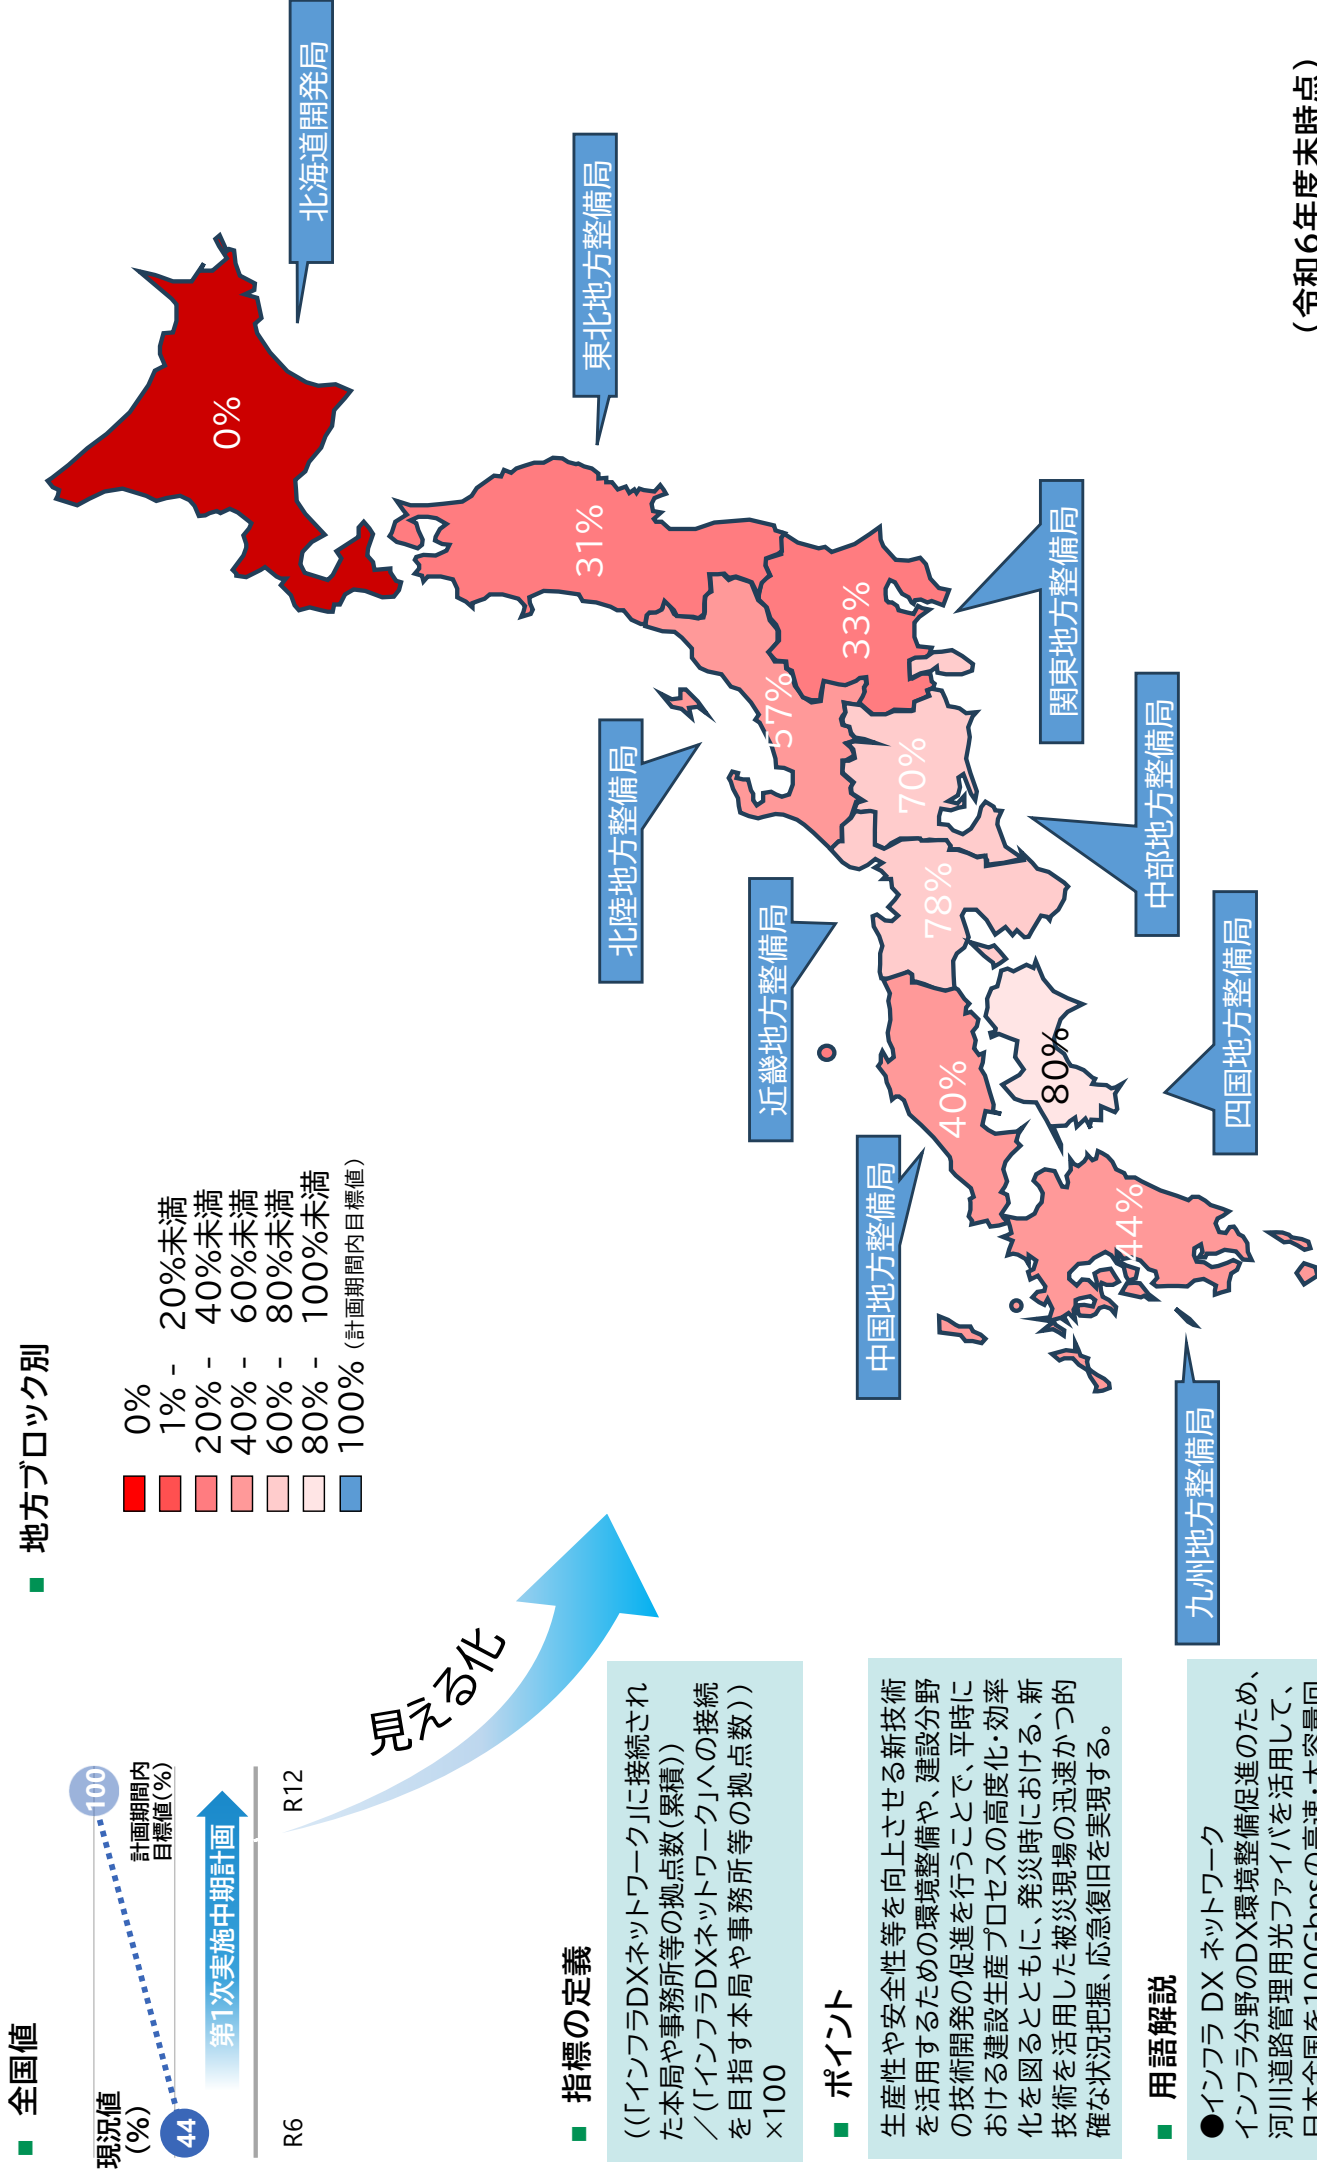 ■ 全国値
現況値
(%)
44
100
計画期間内
目標値(%)
第1次実施中期計画
R6
R12
見える化
■ 指標の定義
((「インフラDXネットワーク」に接続され
た本局や事務所等の拠点数(累積))
/(「インフラDXネットワーク」への接続
を目指す本局や事務所等の拠点数))
×100
■ ポイント
生産性や安全性等を向上させる新技術
を活用するための環境整備や、建設分野
の技術開発の促進を行うことで、平時に
おける建設生産プロセスの高度化・効率
化を図るとともに、発災時における、新
技術を活用した被災現場の迅速かつ的
確な状況把握、応急復旧を実現する。
■ 用語解説
●インフラ DX ネットワーク
インフラ分野のDX環境整備促進のため、
河川道路管理用光ファイバを活用して、
日本全国を100Gbpsの高速・大容量回
■ 地方ブロック別
0%
1% - 20%未満
20% - 40%未満
40% - 60%未満
60% - 80%未満
80% - 100%未満
100% (計画期間内目標値)
北海道開発局
0%
東北地方整備局
31%
関東地方整備局
33%
北陸地方整備局
57%
中部地方整備局
70%
近畿地方整備局
78%
中国地方整備局
40%
四国地方整備局
80%
九州地方整備局
44%
(令和6年度末時点)